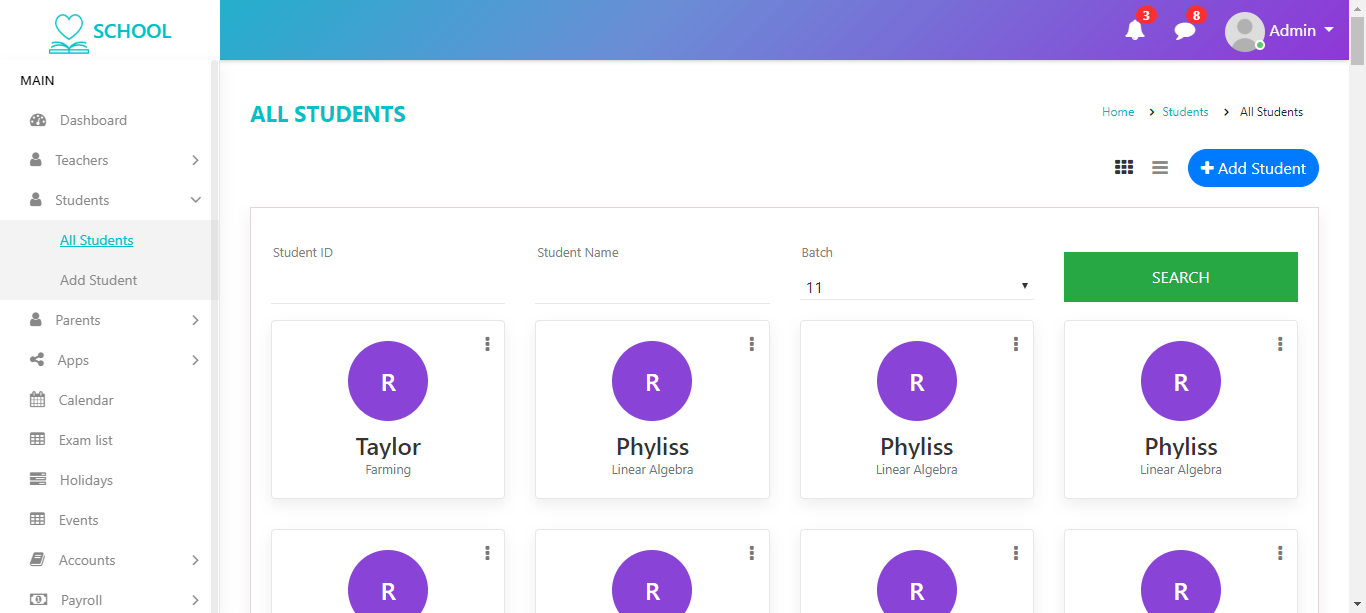 SCHOOL
3
8
Admin
MAIN
Dashboard
Teachers
Students
All Students
Add Student
Parents
Apps
Calendar
Exam list
Holidays
Events
Accounts
Payroll
ALL STUDENTS
Home > Students > All Students
Add Student
Student ID
Student Name
Batch
11
SEARCH
R
Taylor
Farming
R
Phyliss
Linear Algebra
R
Phyliss
Linear Algebra
R
Phyliss
Linear Algebra
R
R
R
R